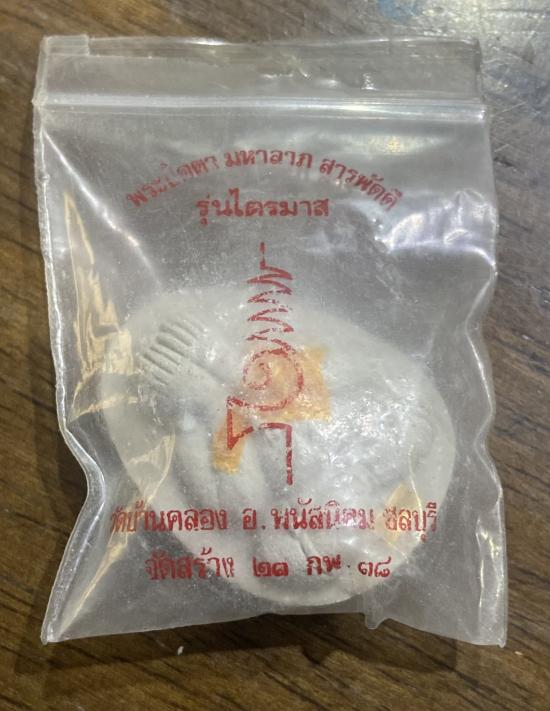 พระปิดตา มหาลาภ สารพัดดี
รุ่นไตรมาส
วัดบ้านคลอง อ.พนัสนิคม ชลบุรี
จัดสร้าง ๒๓ กพ ๓๘